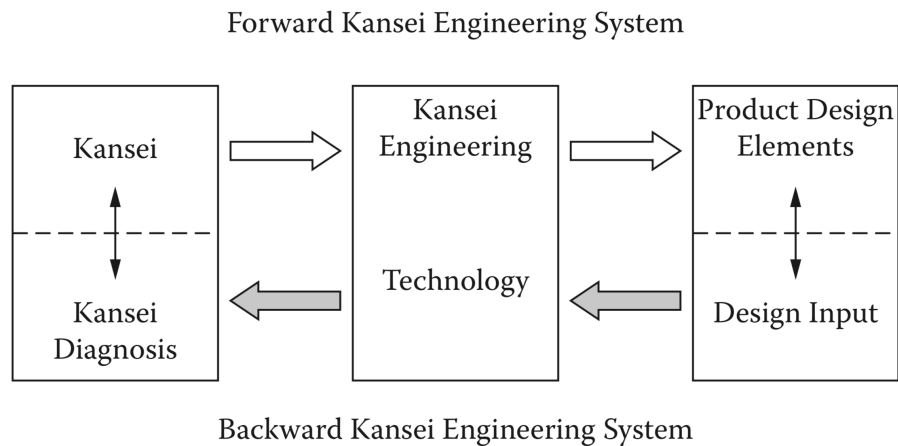 Forward Kansei Engineering System
Kansei
Kansei
Diagnosis
Kansei
Engineering
Technology
Product Design
Elements
Design Input
Backward Kansei Engineering System